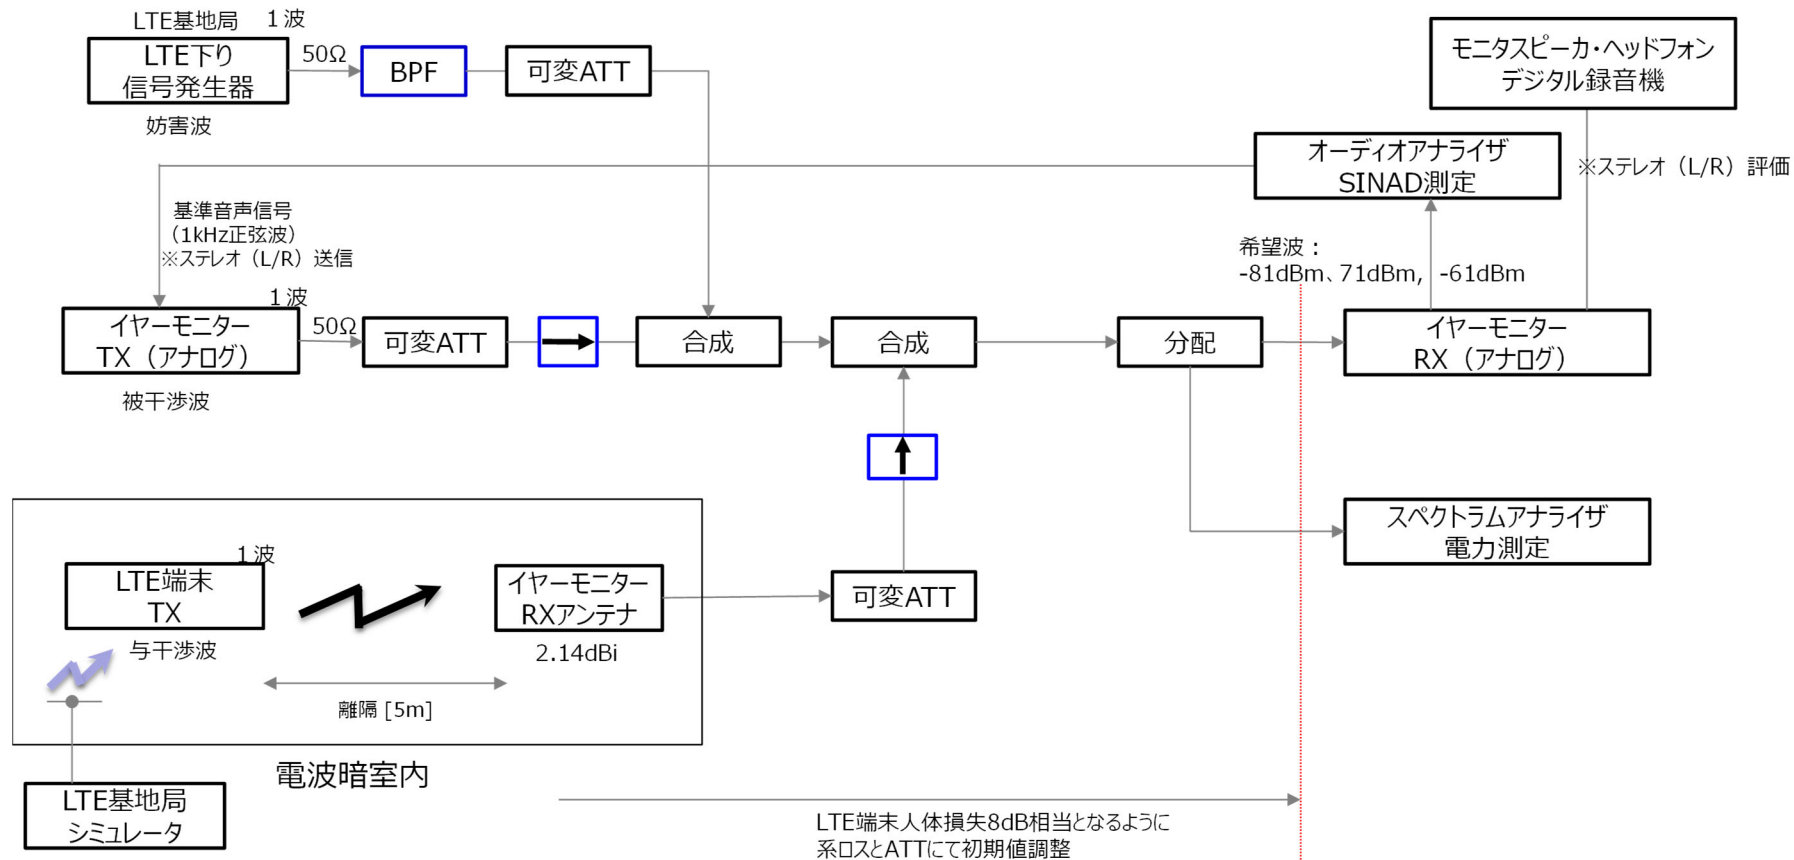 LTE基地局 1波
LTE下り
信号発生器
50Ω
BPF
可変ATT
妨害波
モニタスピーカ・ヘッドフォン
デジタル録音機
オーディオアナライザ
SINAD測定
※ステレオ（L/R）評価
基準音声信号
（1kHz正弦波）
※ステレオ（L/R）送信
希望波：
-81dBm、71dBm, -61dBm
1波
イヤーモニター
TX（アナログ）
50Ω
可変ATT
合成
合成
分配
イヤーモニター
RX（アナログ）
被干渉波
スペクトラムアナライザ
電力測定
1波
LTE端末
TX
イヤーモニター
RXアンテナ
可変ATT
与干渉波
2.14dBi
離隔 [5m]
電波暗室内
LTE基地局
シミュレータ
LTE端末人体損失8dB相当となるように
系ロスとATTにて初期値調整